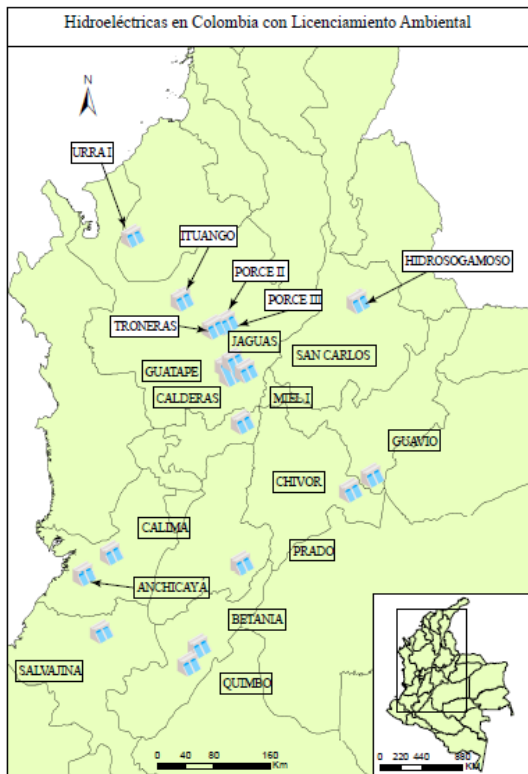 Hidroeléctricas en Colombia con Licenciamiento Ambiental
N
URRA I
ITUANGO
PORCE II
HIDROSOGAMOSO
PORCE III
TRONERAS
JAGUAS
SAN CARLOS
GUATAPE
CALDERAS
MIEL I
GUAVIO
CHIVOR
CALIMA
PRADO
ANCHICAYA
BETANIA
SALVAJINA
QUIMBO
0 40 80 160
Km
0 220 440 880
KM